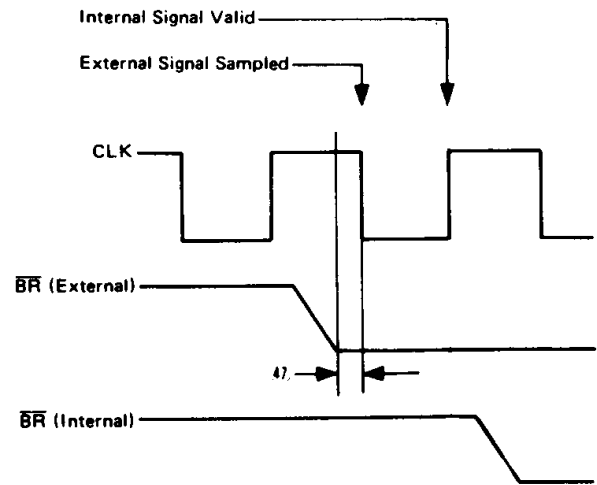 Internal Signal Valid
External Signal Sampled
CLK
BR (External)
47
BR (Internal)